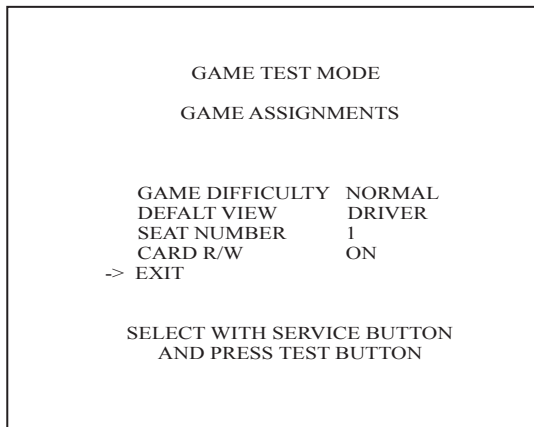 GAME TEST MODE
GAME ASSIGNMENTS
GAME DIFFICULTY NORMAL
DEFALT VIEW DRIVER
SEAT NUMBER 1
CARD R/W ON
-> EXIT
SELECT WITH SERVICE BUTTON
AND PRESS TEST BUTTON